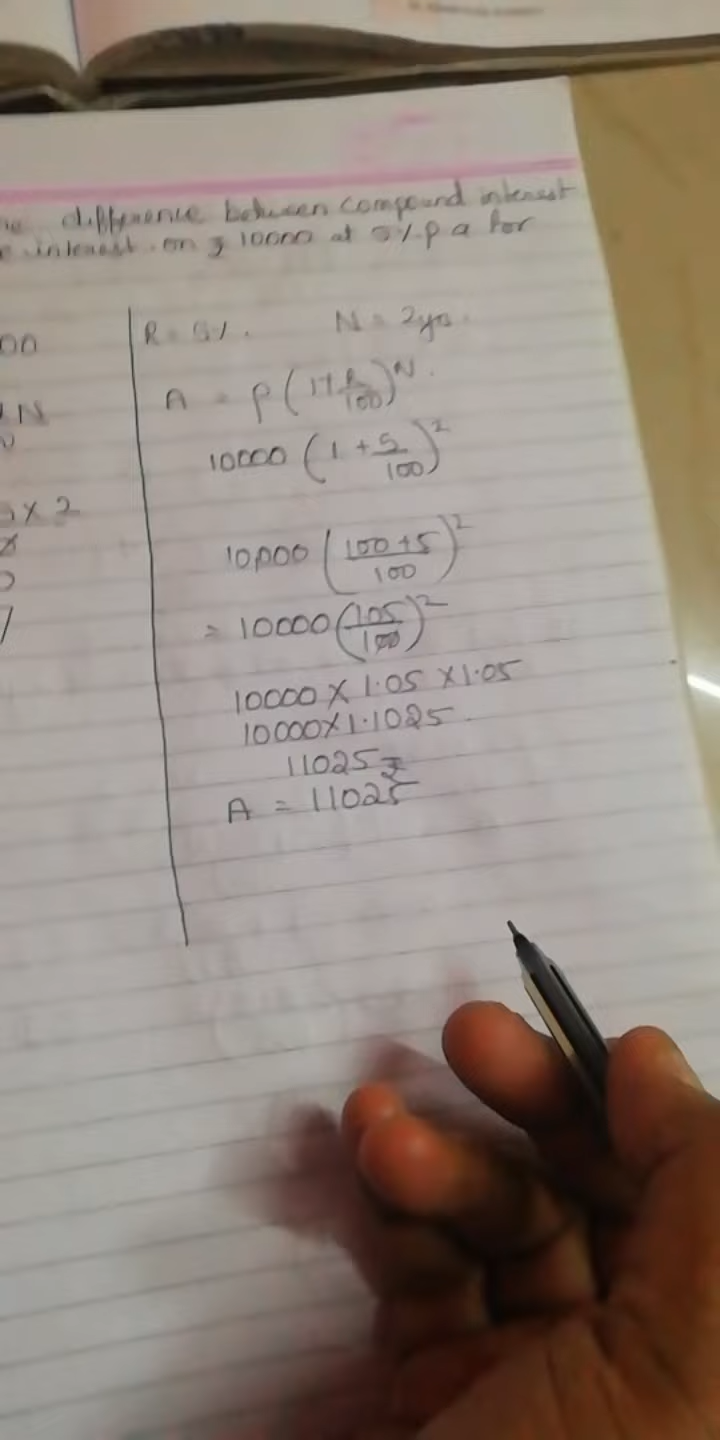 difference between compound interest
interest on ₹ 10000 at 5% p a for
R = 5%. N = 2yrs.
A = P(1+R/100)^N.
10000 (1 + 5/100)^2
× 2
10,000 (100+5/100)^2
= 10000 (105/100)^2
10000 × 1.05 × 1.05
10000×1.1025.
11025 ₹
A = 11025